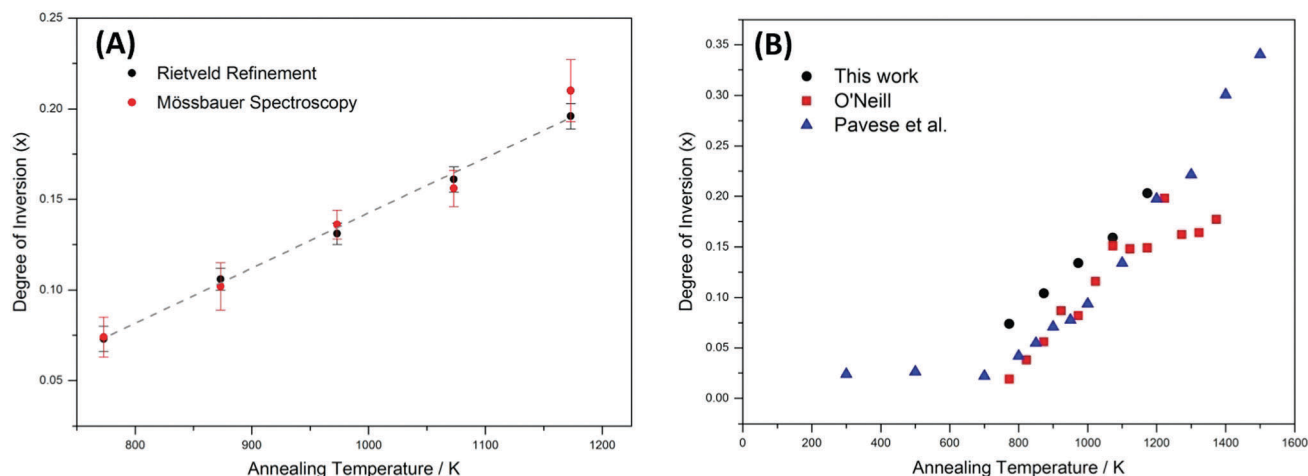 (A)
Rietveld Refinement
Mössbauer Spectroscopy
Degree of Inversion (x)
0.25
0.20
0.15
0.10
0.05
800 900 1000 1100 1200
Annealing Temperature / K
(B)
This work
O'Neill
Pavese et al.
Degree of Inversion (x)
0.35
0.30
0.25
0.20
0.15
0.10
0.05
0.00
0 200 400 600 800 1000 1200 1400 1600
Annealing Temperature / K